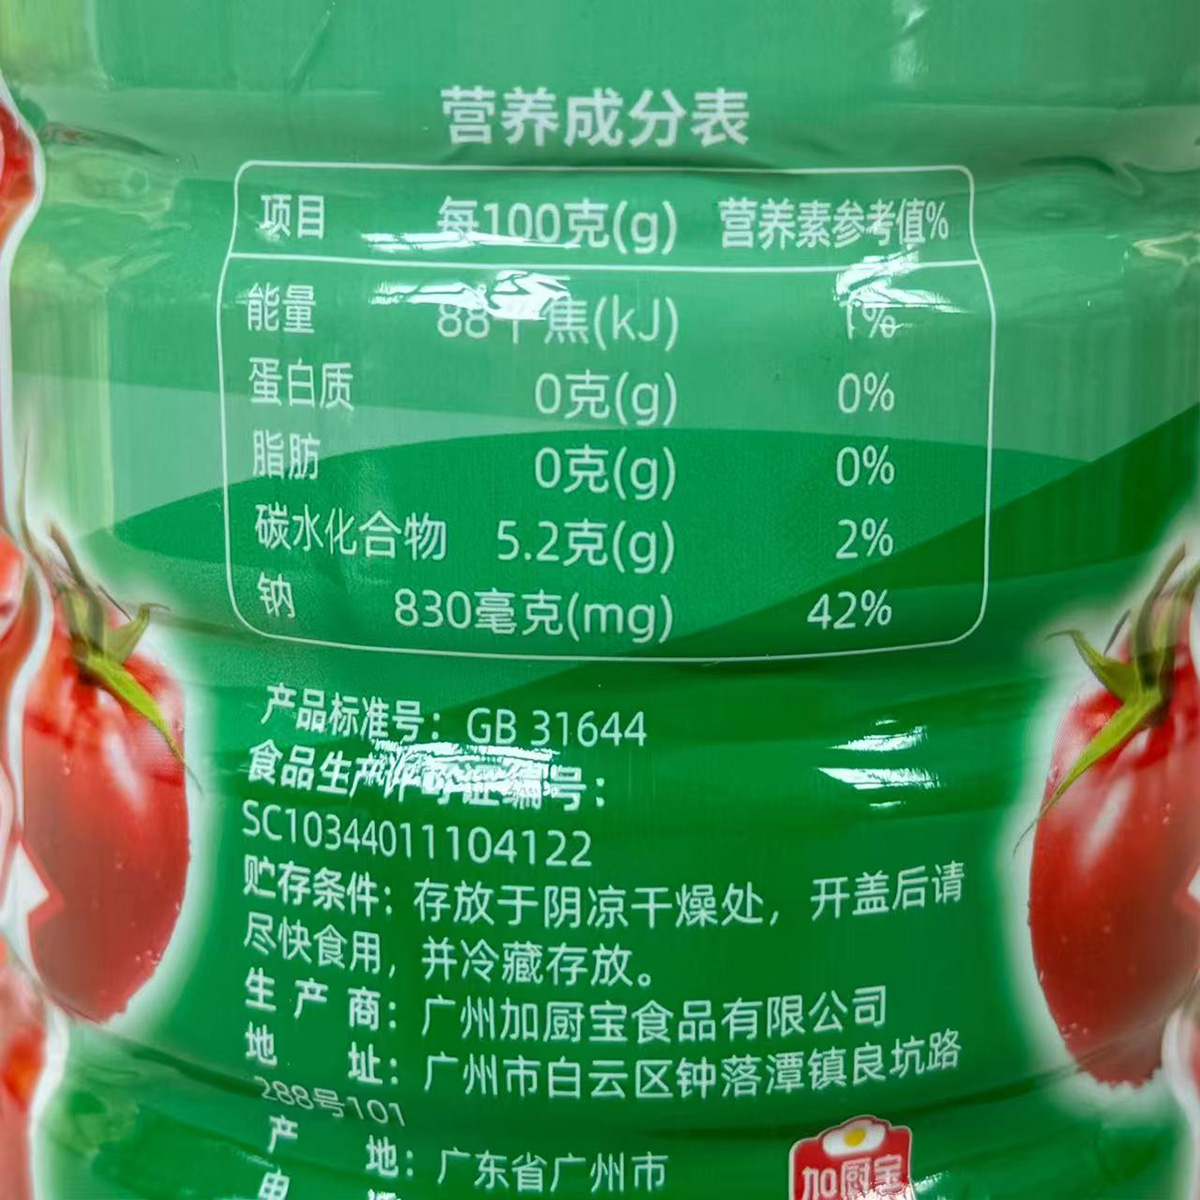 营养成分表
项目 每100克(g) 营养素参考值%
能量 88千焦(kJ) 1%
蛋白质 0克(g) 0%
脂肪 0克(g) 0%
碳水化合物 5.2克(g) 2%
钠 830毫克(mg) 42%
产品标准号：GB 31644
食品生产许可证编号：
SC10344011104122
贮存条件：存放于阴凉干燥处，开盖后请
尽快食用，并冷藏存放。
生产商：广州加厨宝食品有限公司
地址：广州市白云区钟落潭镇良坑路
288号101
产地：广东省广州市
加厨宝